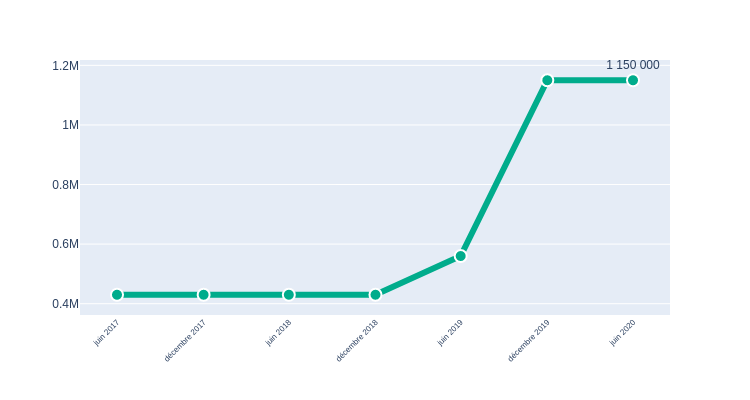 1 150 000
1.2M
1M
0.8M
0.6M
0.4M
juin 2017
décembre 2017
juin 2018
décembre 2018
juin 2019
décembre 2019
juin 2020